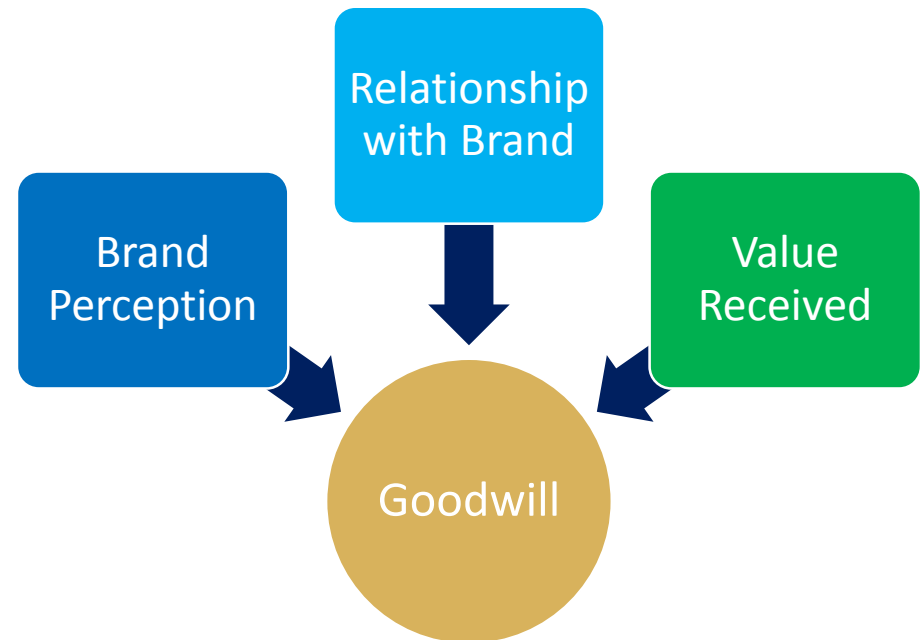 Relationship
with Brand
Brand
Perception
Value
Received
Goodwill